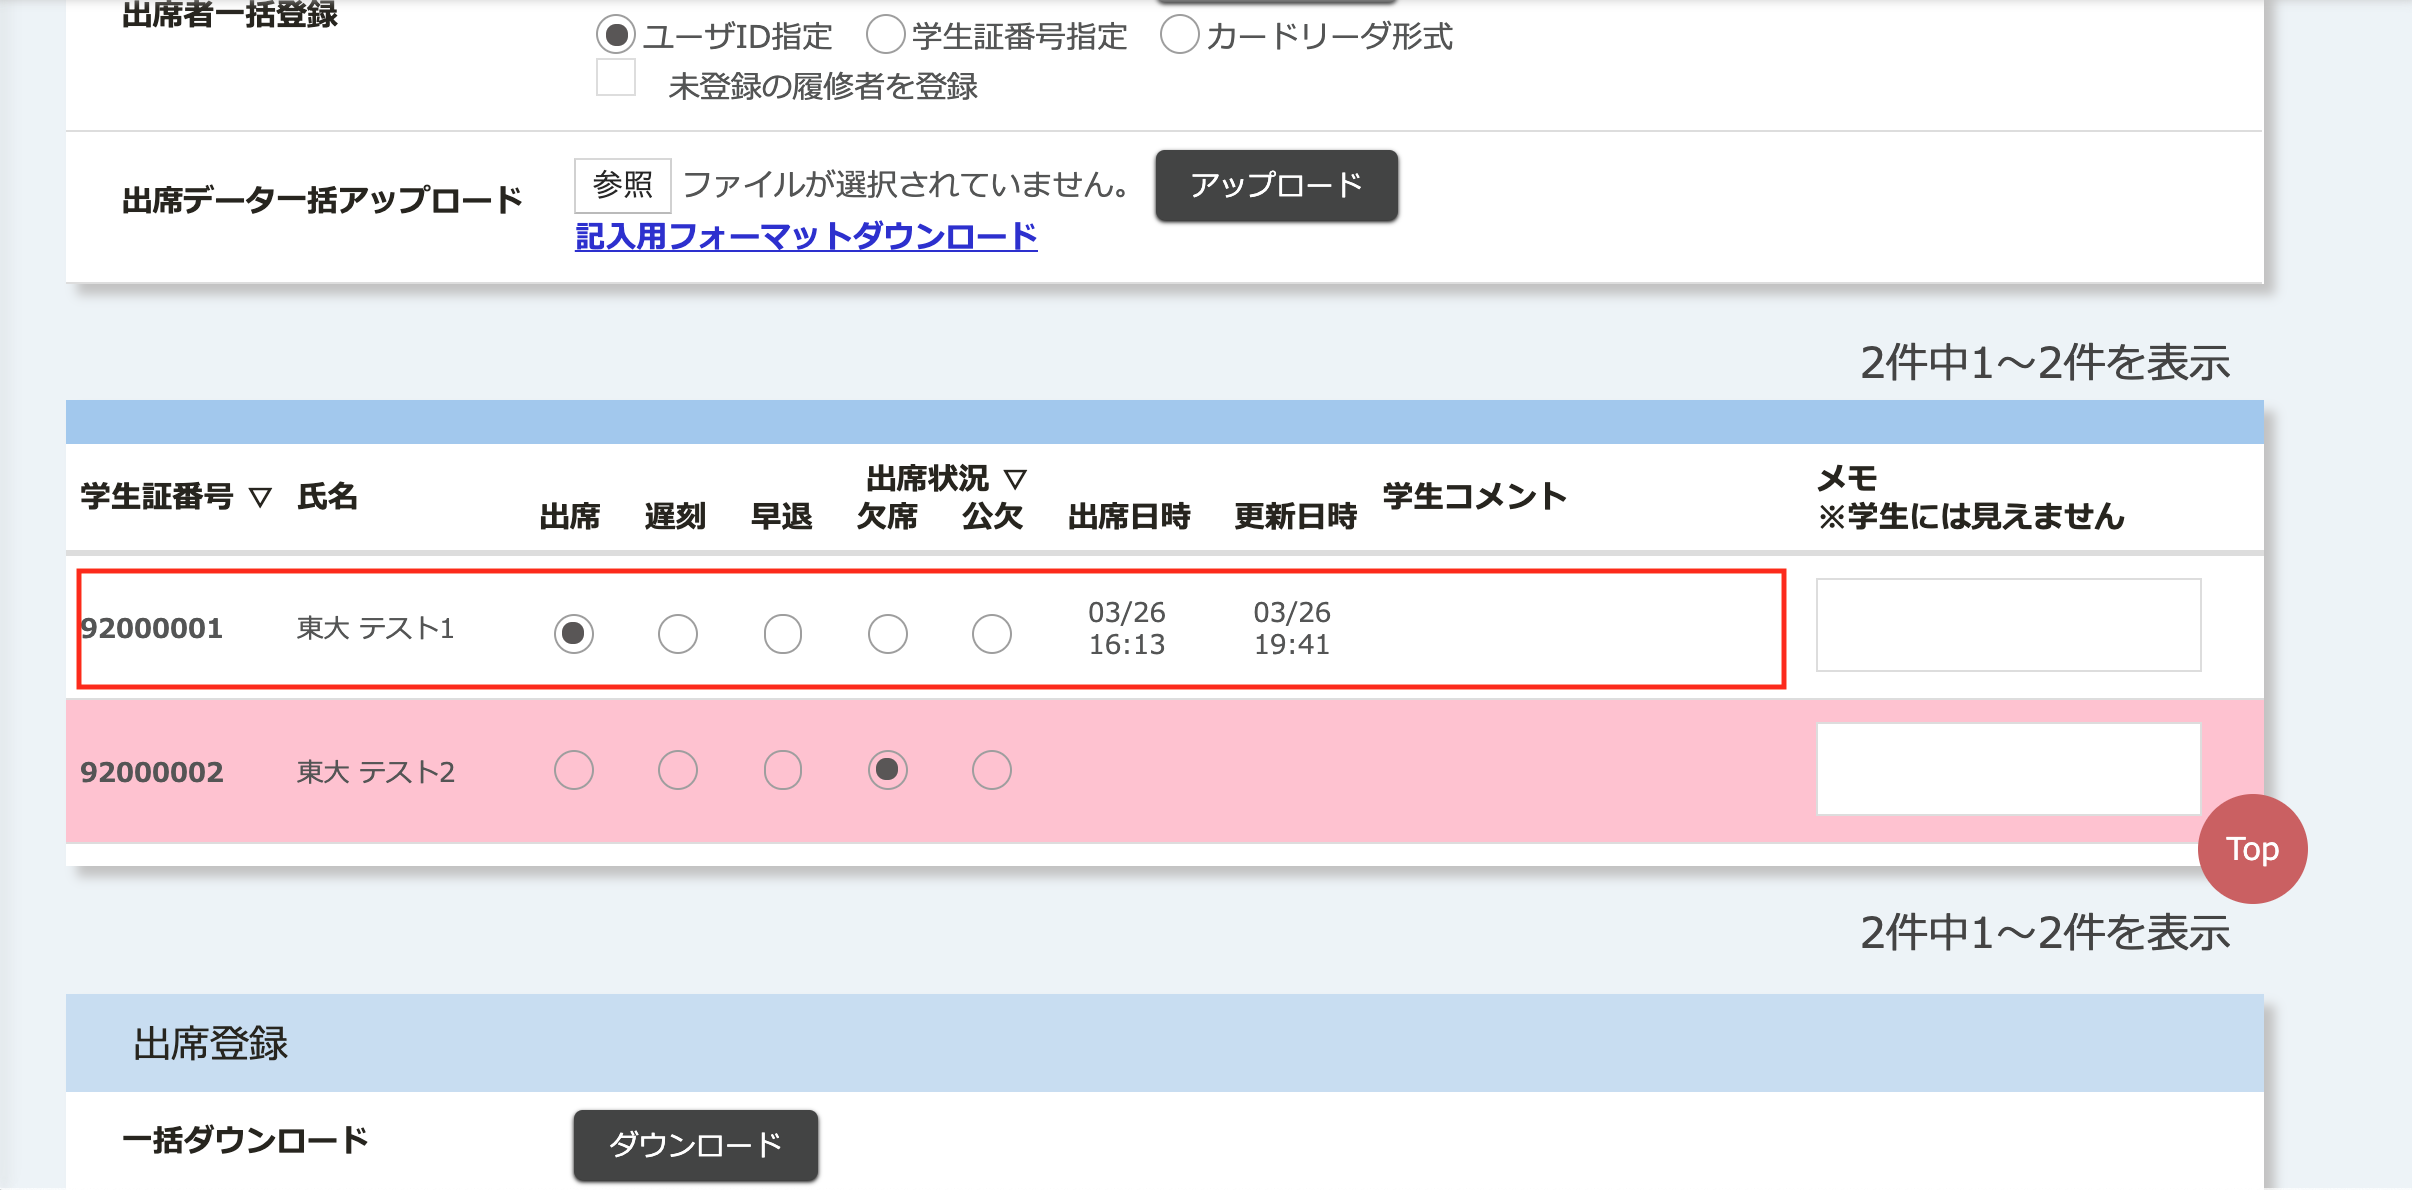 出席者一括登録
ユーザID指定 学生証番号指定 カードリーダ形式
未登録の履修者を登録
出席データ一括アップロード 参照 ファイルが選択されていません。 アップロード
記入用フォーマットダウンロード
2件中1～2件を表示
学生証番号 ▽ 氏名 出席状況 ▽ 学生コメント メモ
出席 遅刻 早退 欠席 公欠 出席日時 更新日時 ※学生には見えません
92000001 東大 テスト1 03/26 16:13 03/26 19:41
92000002 東大 テスト2
Top
2件中1～2件を表示
出席登録
一括ダウンロード ダウンロード